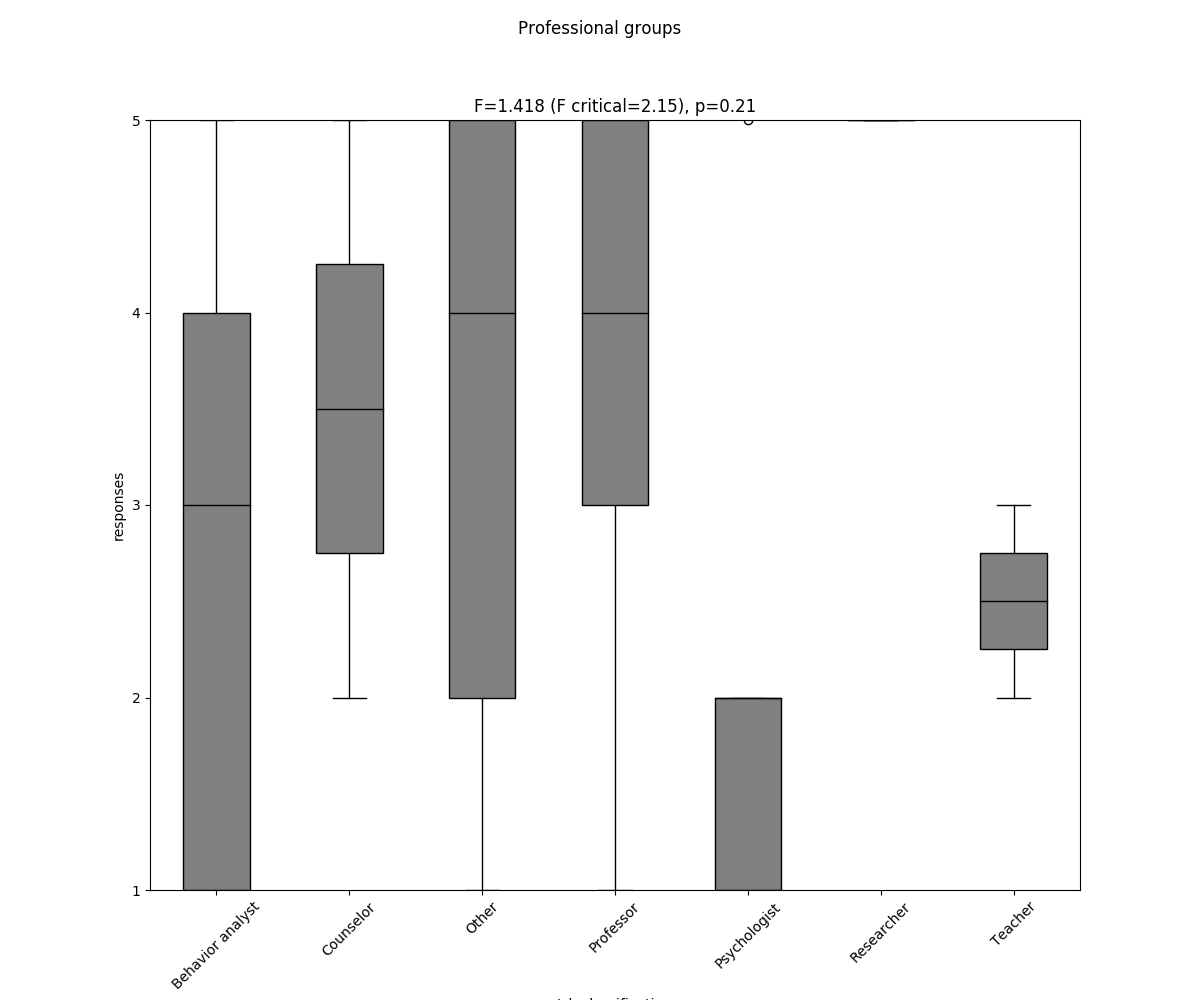 Professional groups
F=1.418 (F critical=2.15), p=0.21
5
4
3
2
1
responses
Behavior analyst
Counselor
Other
Professor
Psychologist
Researcher
Teacher